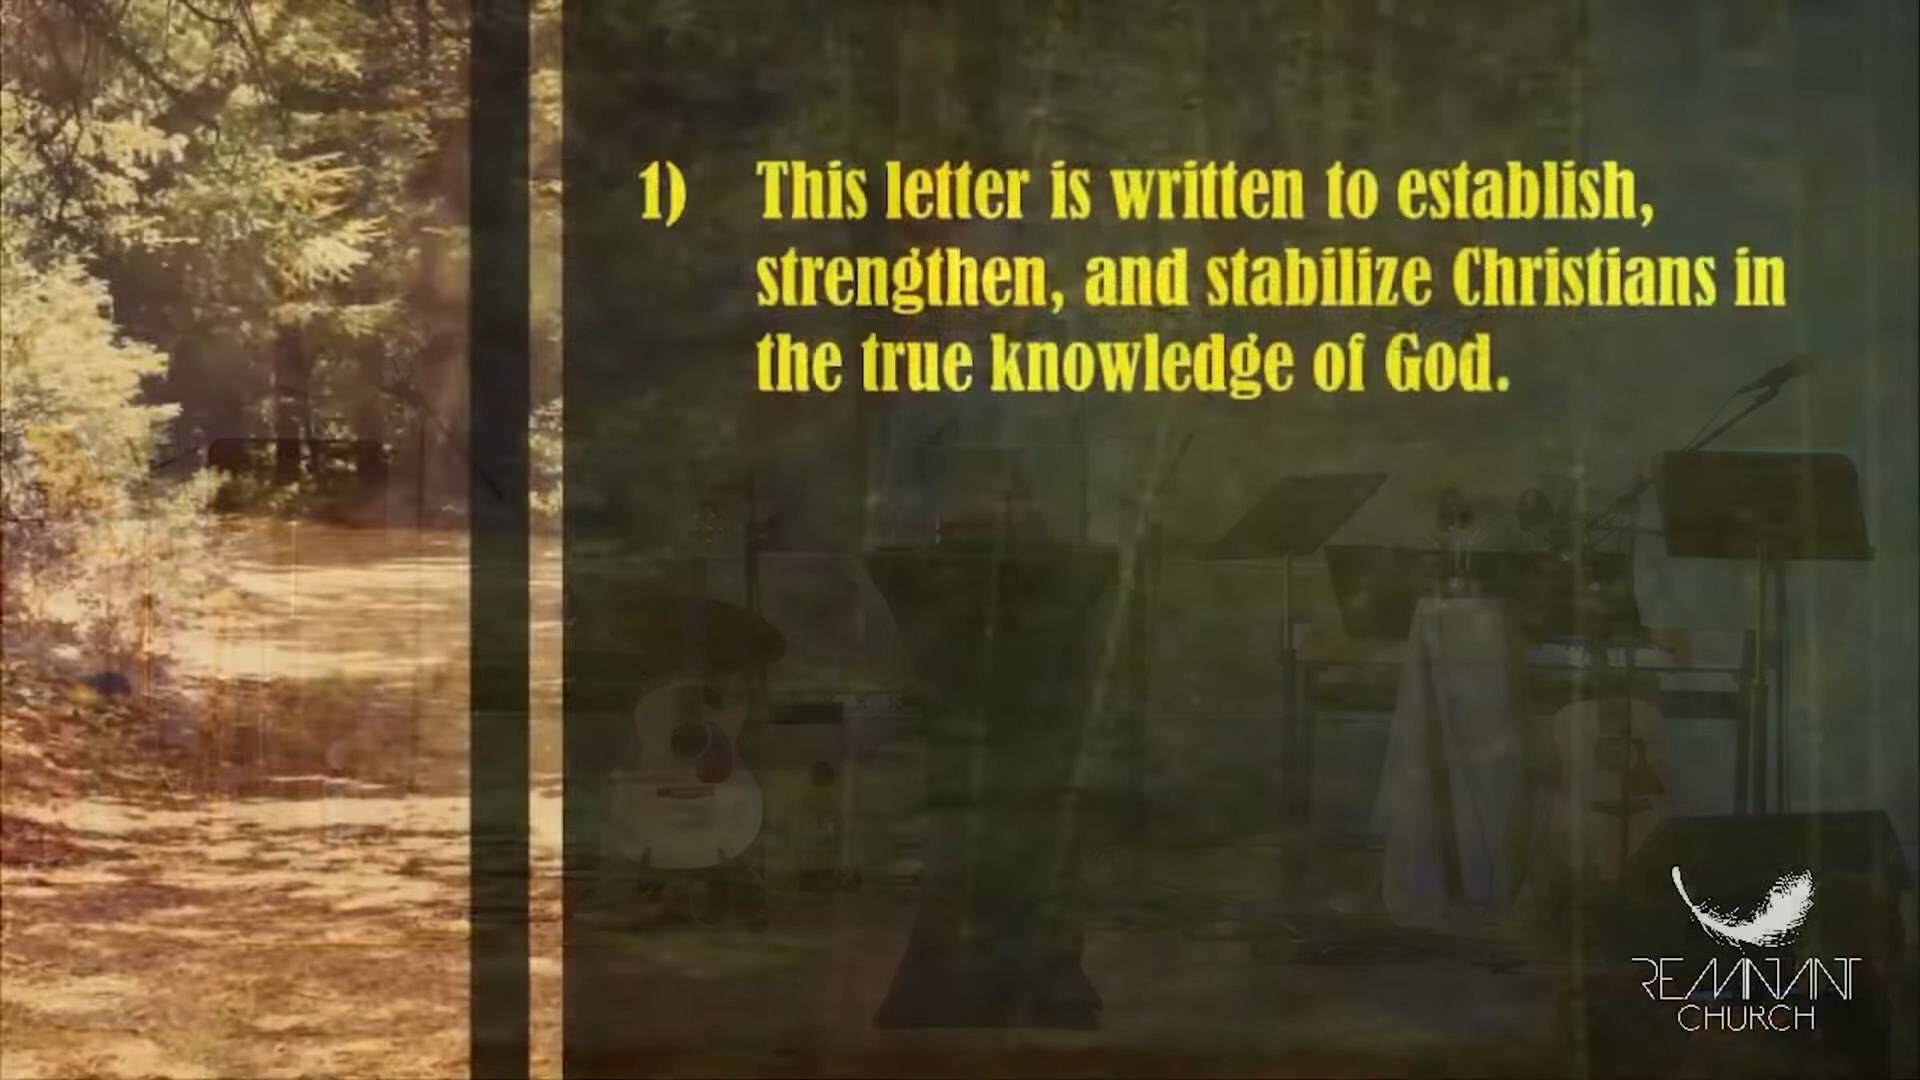 1) This letter is written to establish,
strengthen, and stabilize Christians in
the true knowledge of God.
REMNANT
CHURCH